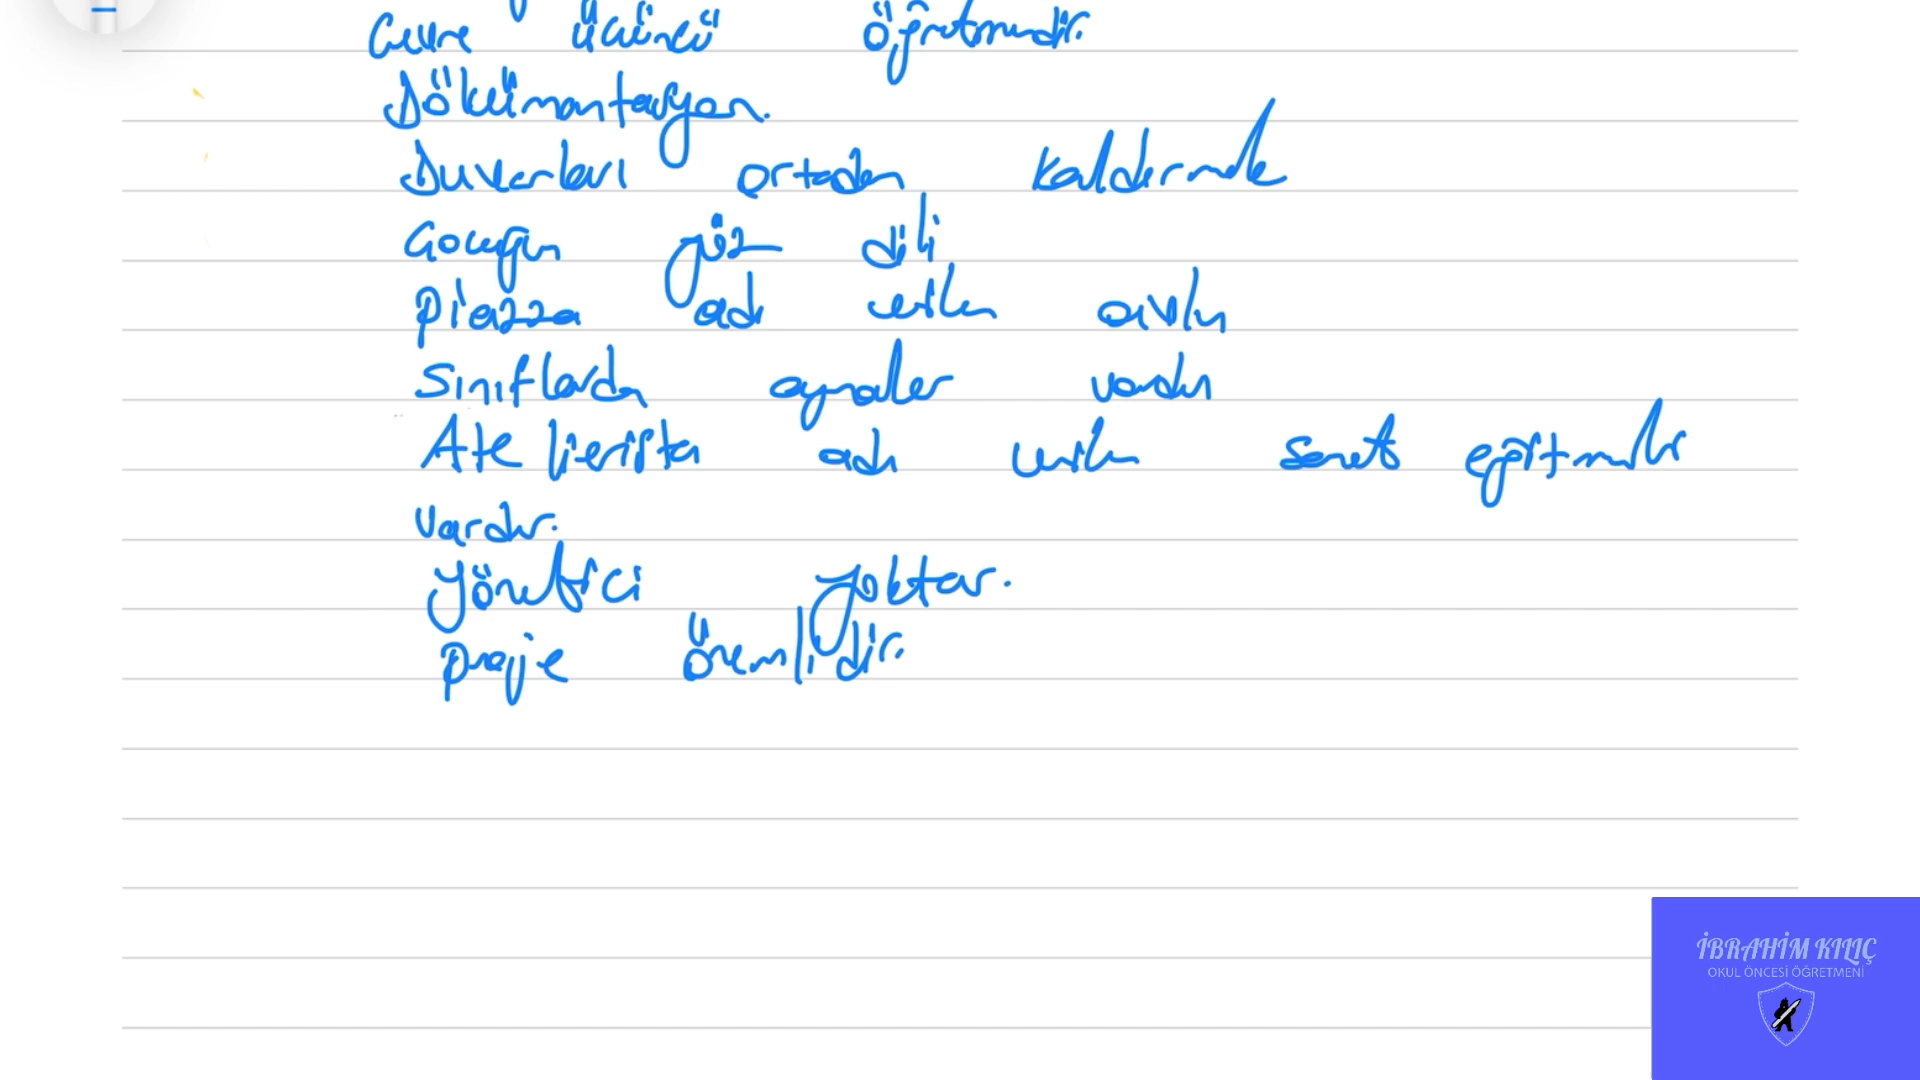 Çevre üçüncü öğretmendir.
Dökümantasyon.
Duvarları ortadan kaldırmak
Çocuğun yüz dili
Piazza adı verilen avlu
Sınıflarda aynalar vardır
Atelierista adı verilen sanat eğitmenleri
vardır.
Yönetici yoktur.
proje önemlidir.
İBRAHİM KILIÇ
OKUL ÖNCESİ ÖĞRETMENİ